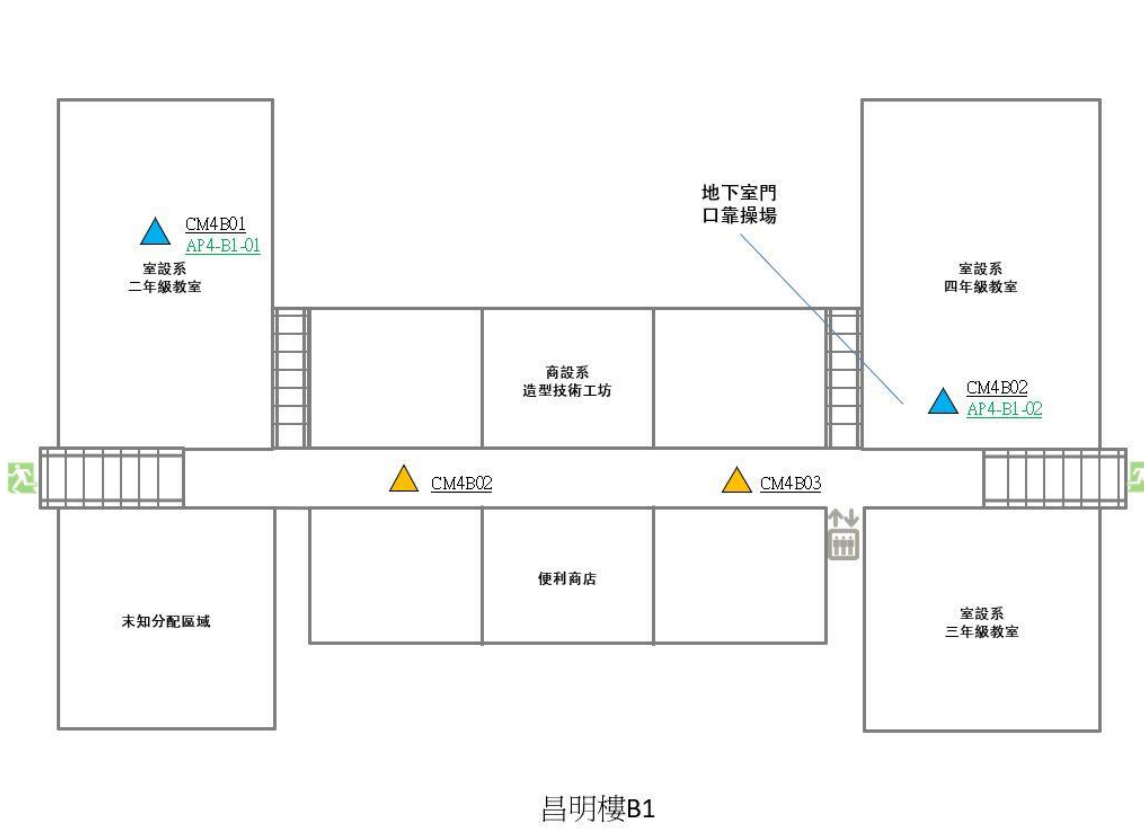 地下室門
口靠操場
CM4B01
AP4-B1-01
室設系
二年級教室
室設系
四年級教室
商設系
造型技術工坊
CM4B02
AP4-B1-02
CM4B02
CM4B03
便利商店
末知分配區域
室設系
三年級教室
昌明樓B1